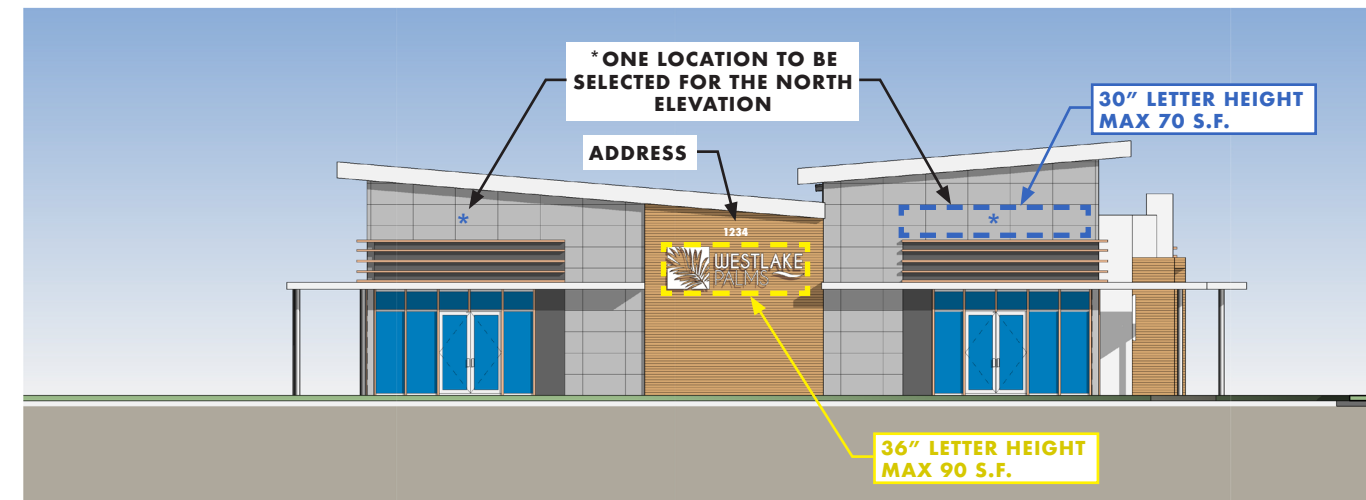 *ONE LOCATION TO BE
SELECTED FOR THE NORTH
ELEVATION
30” LETTER HEIGHT
MAX 70 S.F.
ADDRESS
*
*
1234
WESTLAKE
PALMS
36” LETTER HEIGHT
MAX 90 S.F.